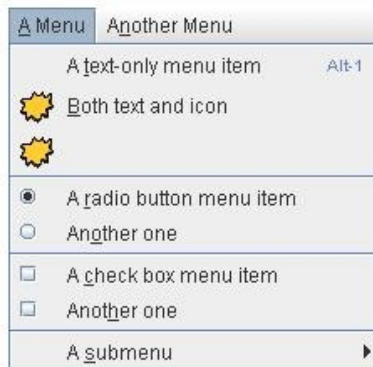 A Menu Another Menu
A text-only menu item Alt-1
Both text and icon
A radio button menu item
Another one
A check box menu item
Another one
A submenu